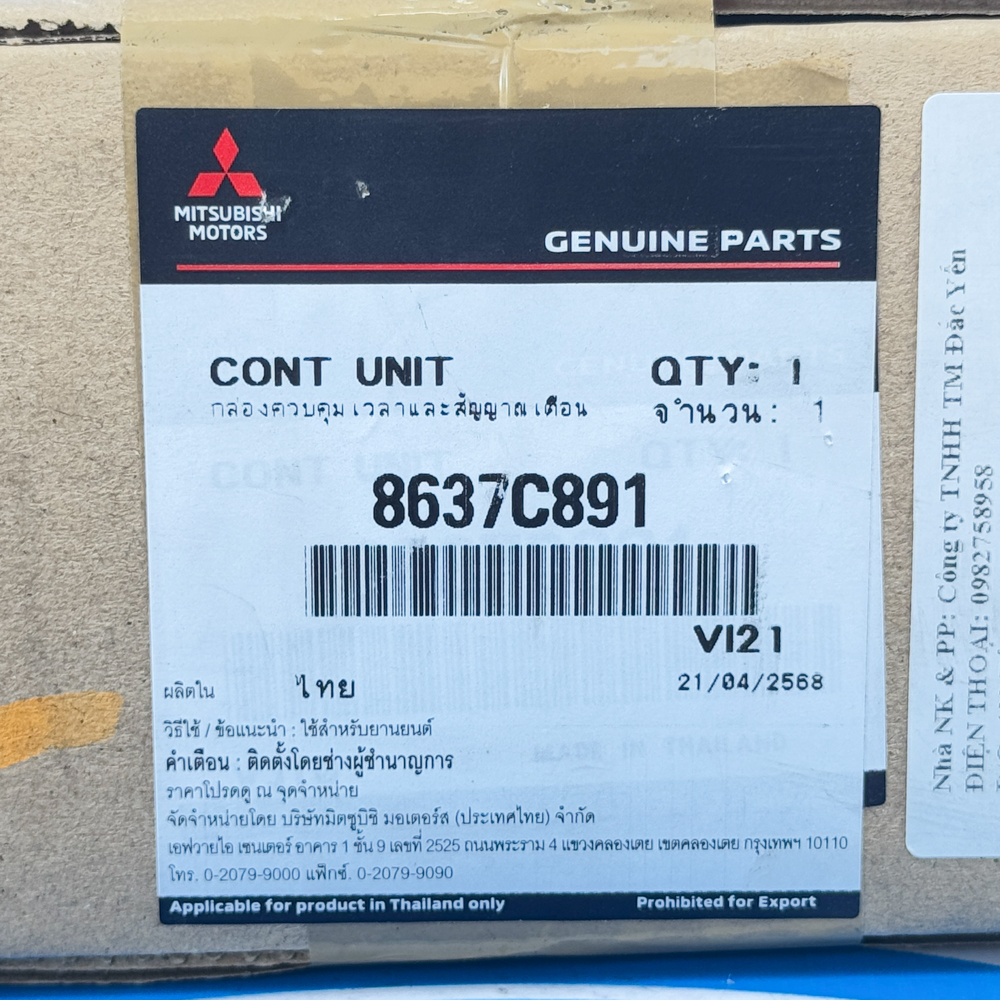 MITSUBISHI
MOTORS
GENUINE PARTS
CONT UNIT QTY: 1
กล่องควบคุมเวลาและสัญญาณเตือน จำนวน: 1
8637C891
VI21
ผลิตใน ไทย 21/04/2568
วิธีใช้ / ข้อแนะนำ : ใช้สำหรับยานยนต์
คำเตือน : ติดตั้งโดยช่างผู้ชำนาญการ
ราคาโปรดดู ณ จุดจำหน่าย
จัดจำหน่ายโดย บริษัทมิตซูบิชิ มอเตอร์ส (ประเทศไทย) จำกัด
เอฟวายไอ เซนเตอร์ อาคาร 1 ชั้น 9 เลขที่ 2525 ถนนพระราม 4 แขวงคลองเตย เขตคลองเตย กรุงเทพฯ 10110
โทร. 0-2079-9000 แฟ็กซ์. 0-2079-9090
Applicable for product in Thailand only Prohibited for Export
Nhà NK & PP: Công ty TNHH TM Đặc Yến
ĐIỆN THOẠI: 0982758958